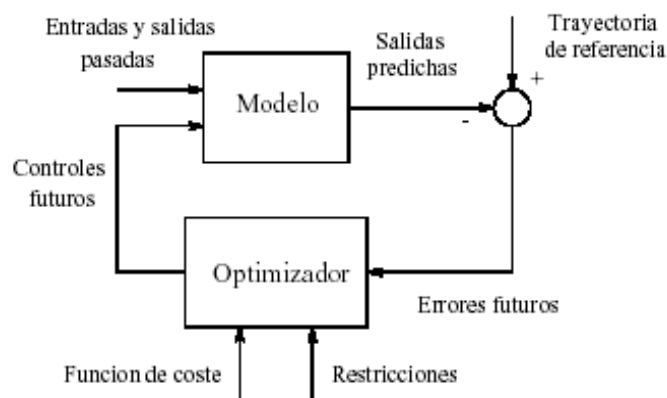 Entradas y salidas
pasadas
Salidas
predichas
Trayectoria
de referencia
+
Modelo
-
Controles
futuros
Optimizador
Errores futuros
Funcion de coste
Restricciones